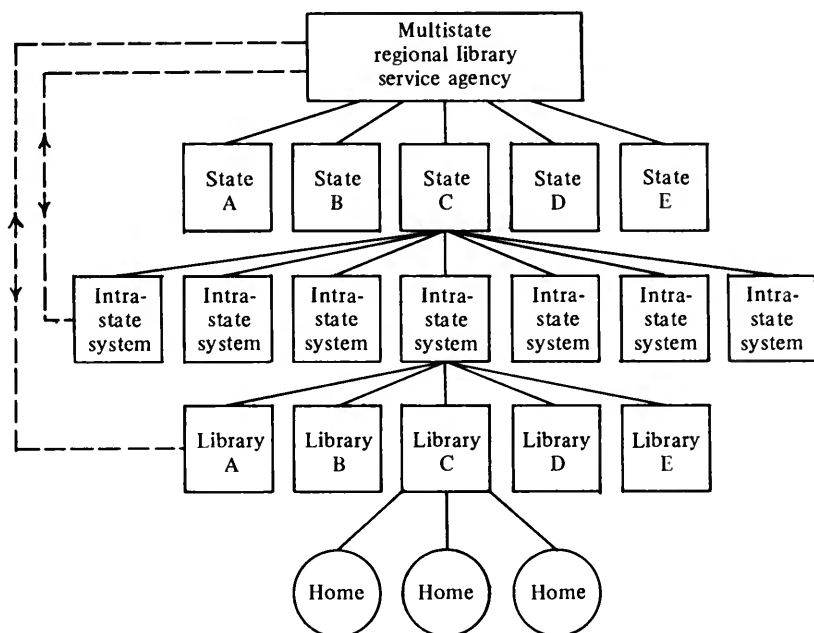 Multistate
regional library
service agency
State
A
State
B
State
C
State
D
State
E
Intra-
state
system
Intra-
state
system
Intra-
state
system
Intra-
state
system
Intra-
state
system
Intra-
state
system
Intra-
state
system
Library
A
Library
B
Library
C
Library
D
Library
E
Home
Home
Home